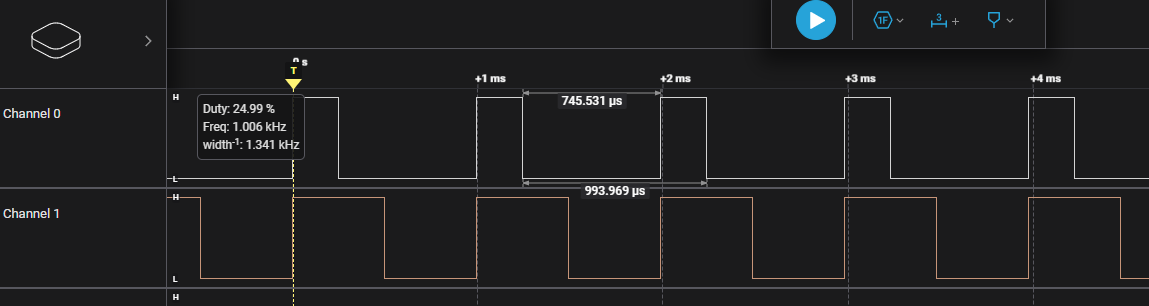 1F
3
+
0 s
T
+1 ms
+2 ms
+3 ms
+4 ms
Channel 0
H
Duty: 24.99 %
Freq: 1.006 kHz
width-1: 1.341 kHz
745.531 µs
L
993.969 µs
H
Channel 1
L
H